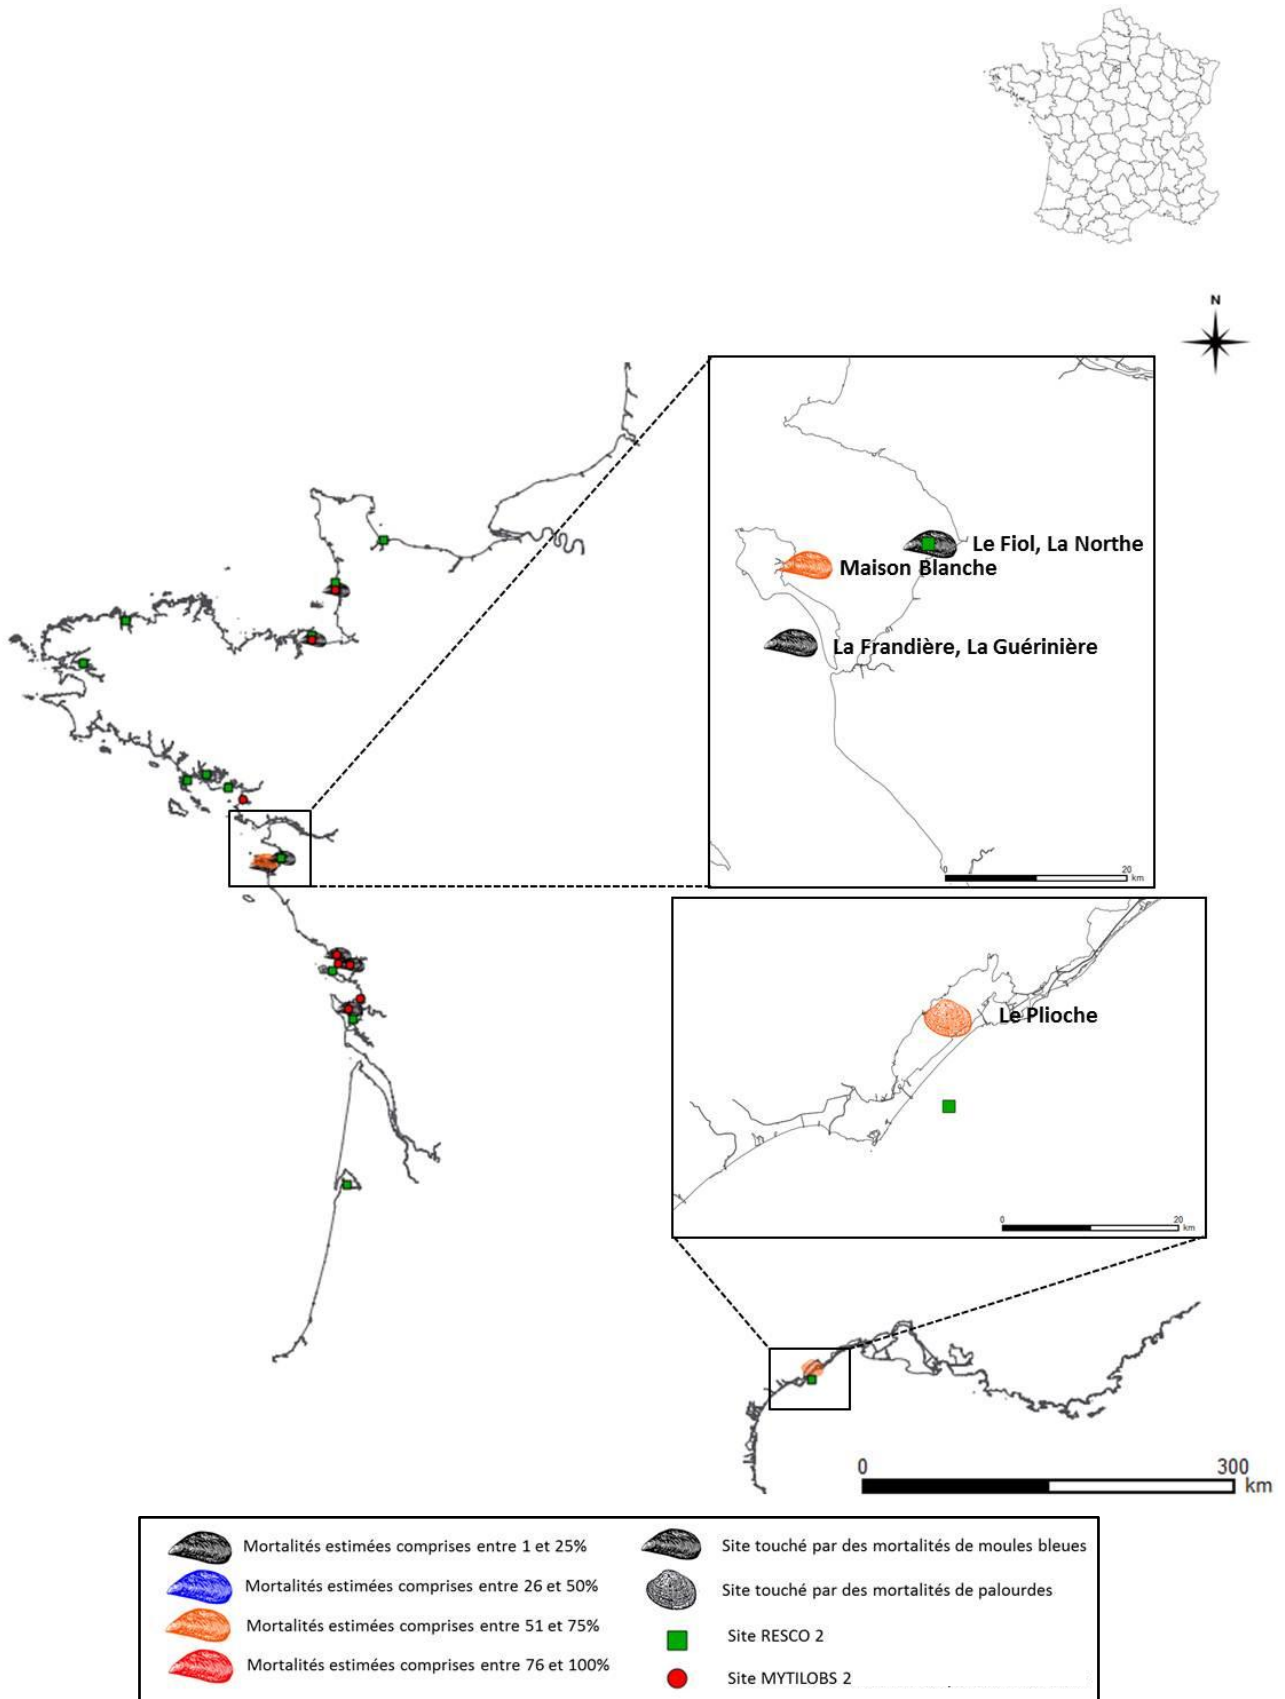 N
Le Fiol, La Northe
Maison Blanche
La Frandière, La Guérinière
0 20
km
Le Plioche
0 20
km
0 300
km
Mortalités estimées comprises entre 1 et 25%
Mortalités estimées comprises entre 26 et 50%
Mortalités estimées comprises entre 51 et 75%
Mortalités estimées comprises entre 76 et 100%
Site touché par des mortalités de moules bleues
Site touché par des mortalités de palourdes
Site RESCO 2
Site MYTILOBS 2